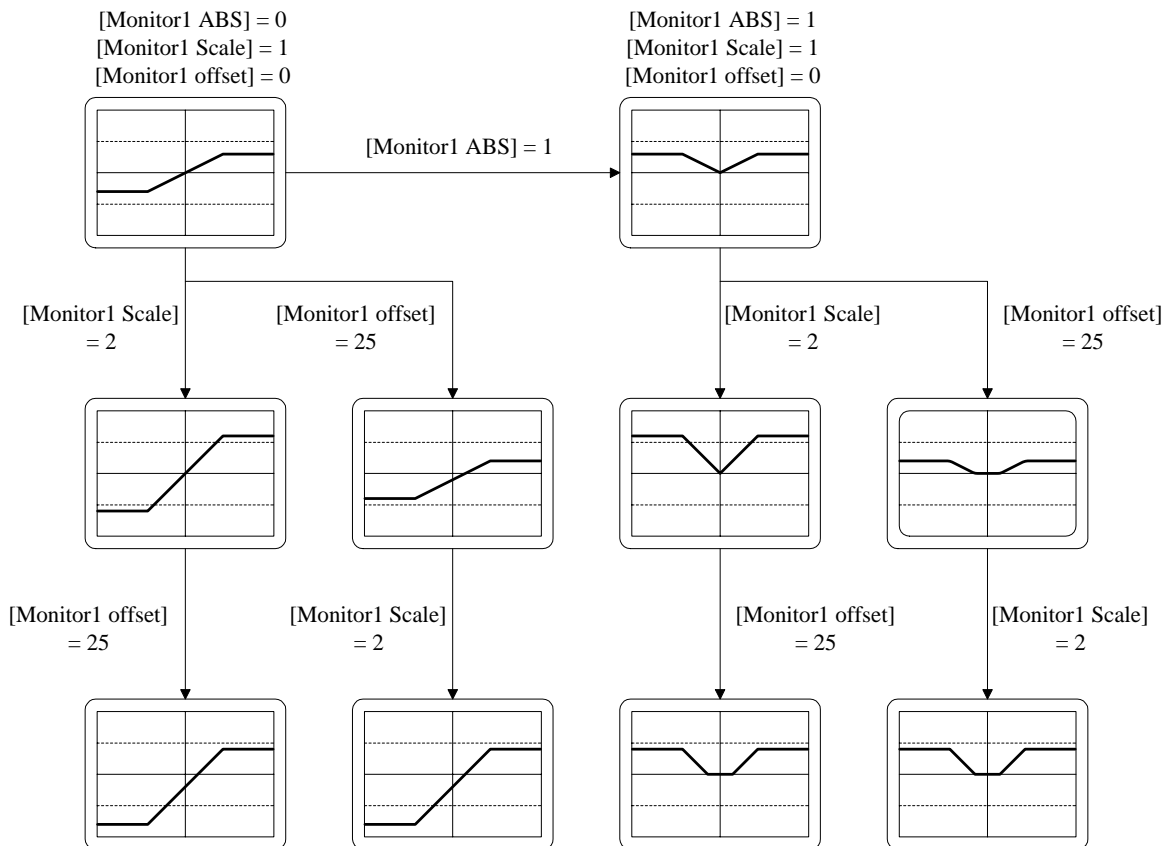 [Monitor1 ABS] = 0
[Monitor1 Scale] = 1
[Monitor1 offset] = 0
[Monitor1 ABS] = 1
[Monitor1 Scale] = 1
[Monitor1 offset] = 0
[Monitor1 ABS] = 1
[Monitor1 Scale]
= 2
[Monitor1 offset]
= 25
[Monitor1 Scale]
= 2
[Monitor1 offset]
= 25
[Monitor1 offset]
= 25
[Monitor1 Scale]
= 2
[Monitor1 offset]
= 25
[Monitor1 Scale]
= 2